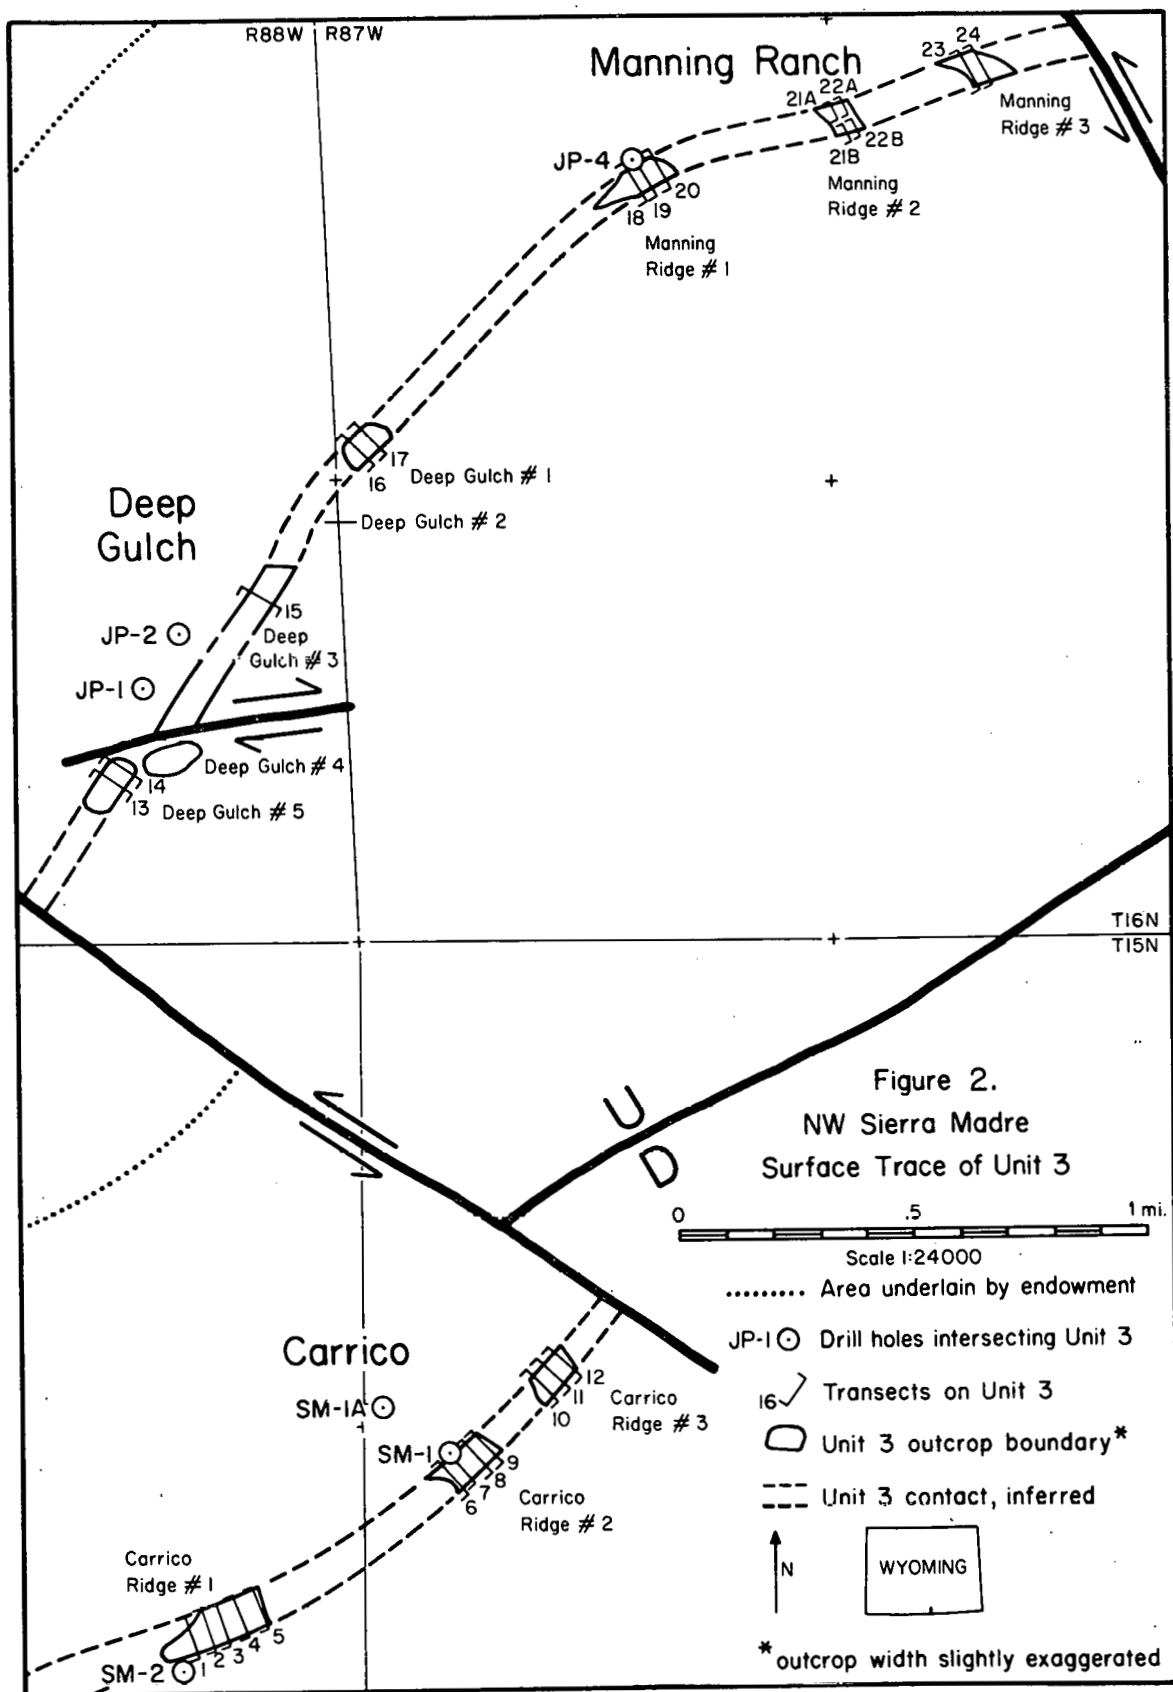 R88W R87W
Manning Ranch
23 24
Manning
Ridge # 3
21A 22A
22B
21B
Manning
Ridge # 2
JP-4
20
19
18
Manning
Ridge # 1
17
16
Deep Gulch # 1
Deep Gulch # 2
Deep
Gulch
15
Deep
Gulch # 3
JP-2
JP-1
Deep Gulch # 4
14
13
Deep Gulch # 5
T16N
T15N
U
D
Figure 2.
NW Sierra Madre
Surface Trace of Unit 3
0 .5 1 mi.
Scale 1:24000
Area underlain by endowment
JP-1 Drill holes intersecting Unit 3
16 Transects on Unit 3
Unit 3 outcrop boundary*
Unit 3 contact, inferred
N
WYOMING
*outcrop width slightly exaggerated
Carrico
SM-1A
12
11
10
Carrico
Ridge # 3
SM-1
9
8
7
6
Carrico
Ridge # 2
Carrico
Ridge # 1
SM-2
1 2 3 4 5